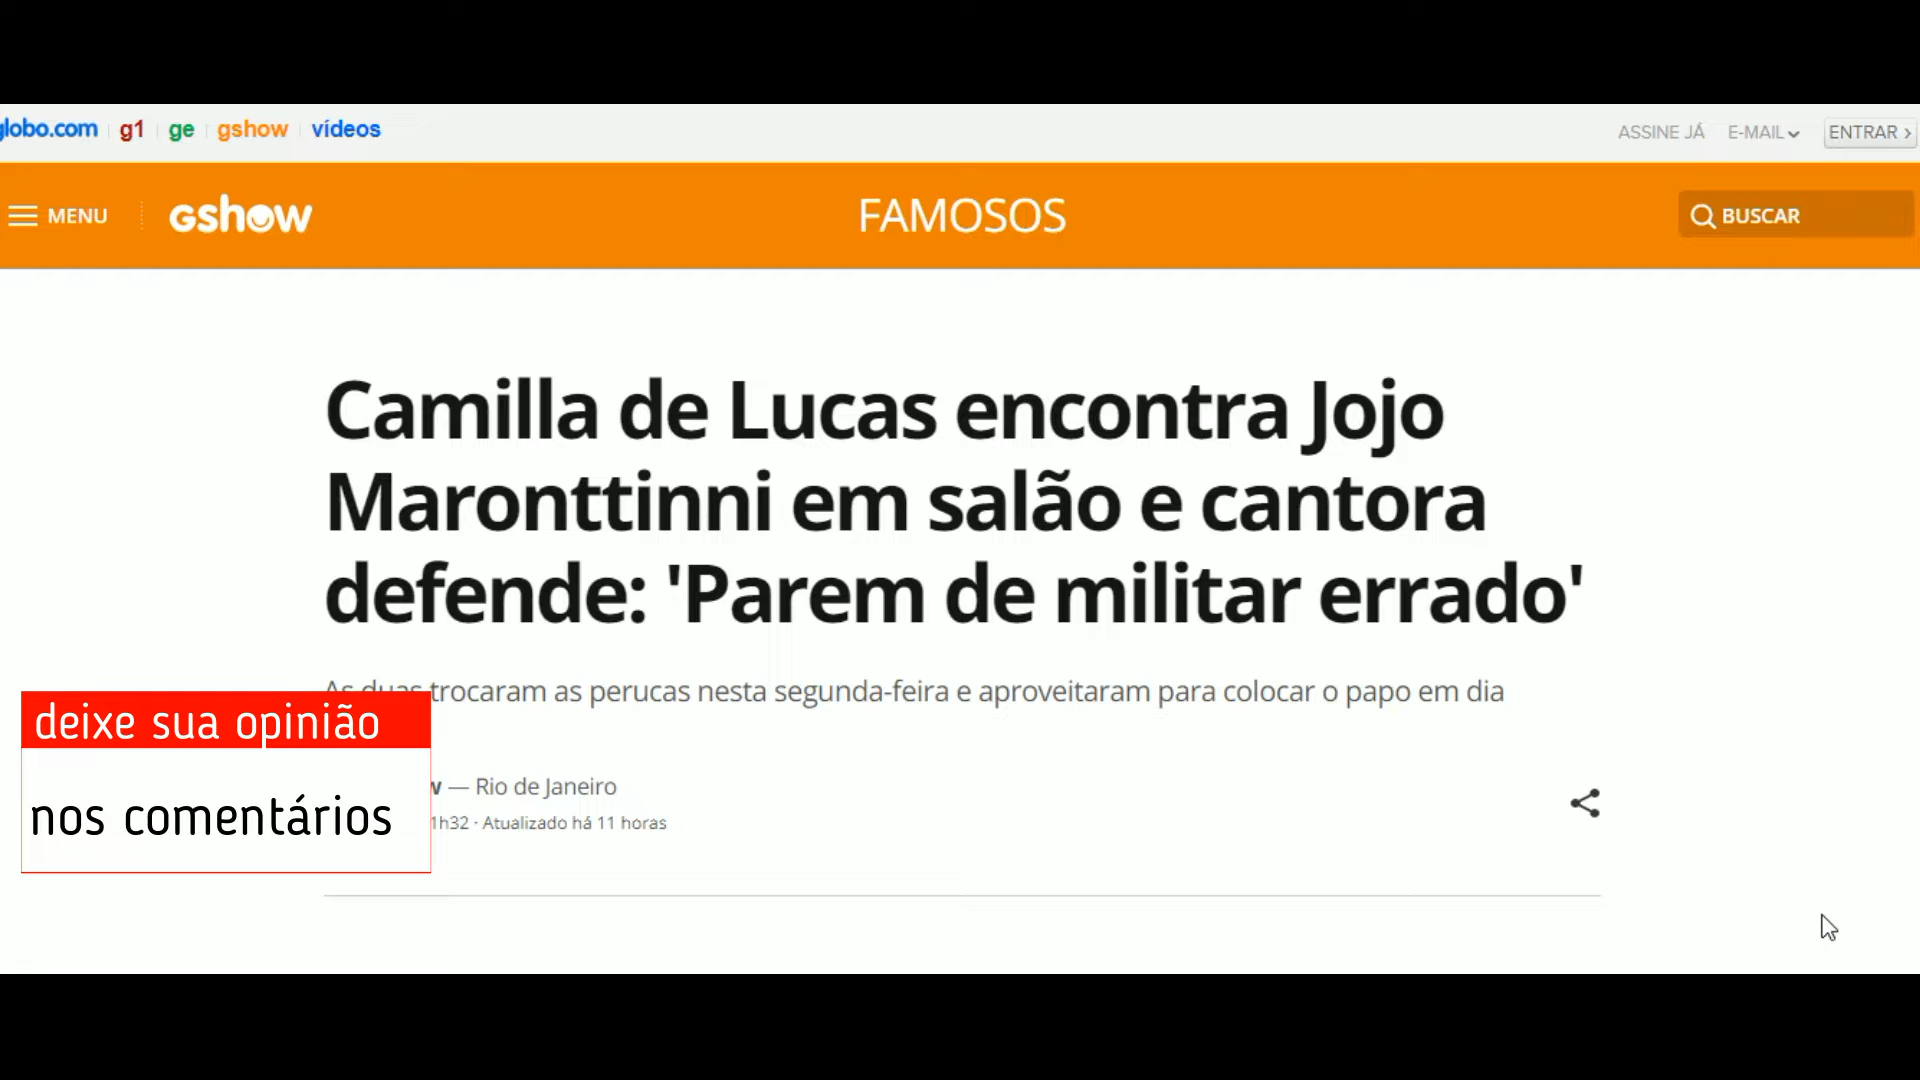 globo.com g1 ge gshow vídeos ASSINE JÁ E-MAIL ENTRAR
MENU gshow FAMOSOS BUSCAR
Camilla de Lucas encontra Jojo
Maronttinni em salão e cantora
defende: 'Parem de militar errado'
As duas trocaram as perucas nesta segunda-feira e aproveitaram para colocar o papo em dia
deixe sua opinião
nos comentários
— Rio de Janeiro
1h32 · Atualizado há 11 horas